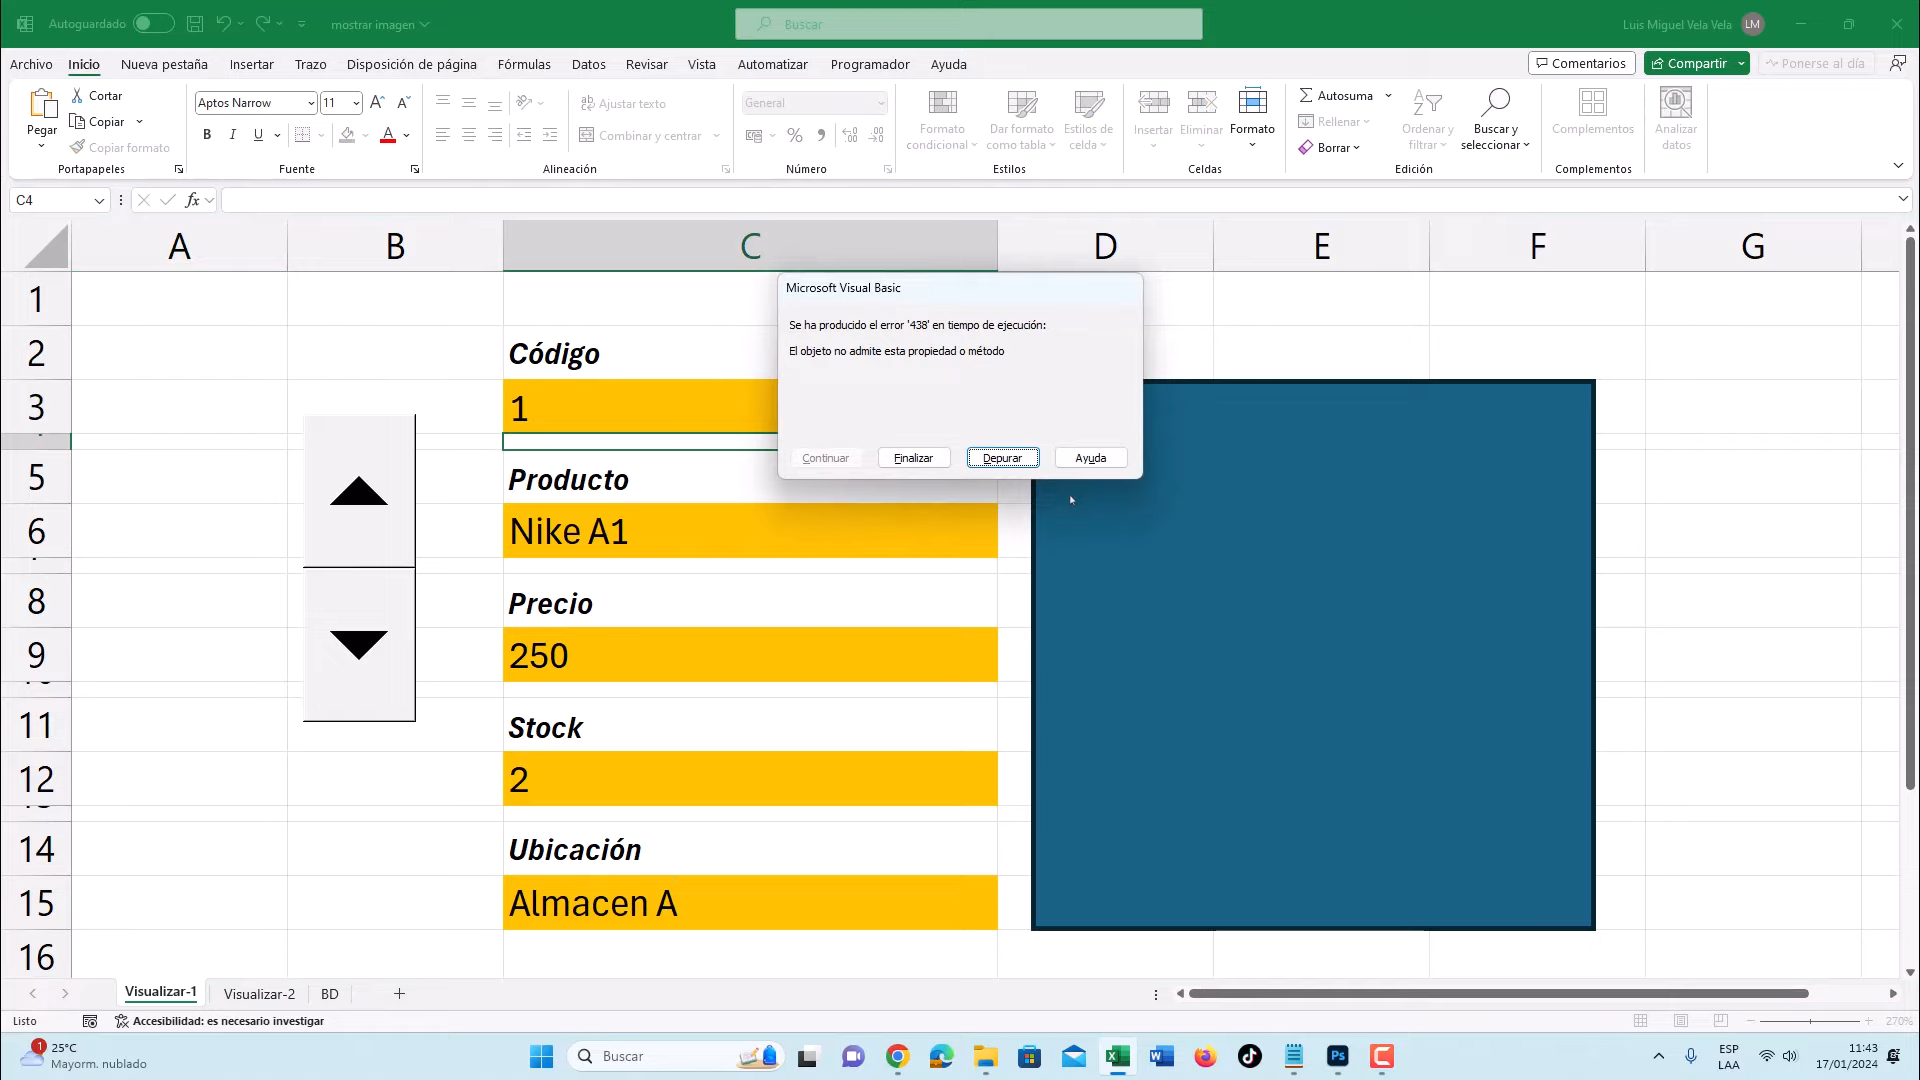 Autoguardado
mostrar imagen
Buscar
Luis Miguel Vela Vela
LM
Archivo
Inicio
Nueva pestaña
Insertar
Trazo
Disposición de página
Fórmulas
Datos
Revisar
Vista
Automatizar
Programador
Ayuda
Comentarios
Compartir
Ponerse al día
Pegar
Cortar
Copiar
Copiar formato
Portapapeles
Aptos Narrow
11
N
K
S
Fuente
Ajustar texto
Combinar y centrar
Alineación
General
Número
Formato
condicional
Dar formato
como tabla
Estilos de
celda
Estilos
Insertar
Eliminar
Formato
Celdas
Autosuma
Rellenar
Borrar
Ordenar y
filtrar
Buscar y
seleccionar
Edición
Complementos
Complementos
Analizar
datos
C4
fx
A
B
C
D
E
F
G
1
2
3
5
6
8
9
11
12
14
15
16
Código
1
Producto
Nike A1
Precio
250
Stock
2
Ubicación
Almacen A
Microsoft Visual Basic
Se ha producido el error '438' en tiempo de ejecución:
El objeto no admite esta propiedad o método
Continuar
Finalizar
Depurar
Ayuda
Visualizar-1
Visualizar-2
BD
Listo
Accesibilidad: es necesario investigar
270%
1
25°C
Mayorm. nublado
Buscar
ESP
LAA
11:43
17/01/2024